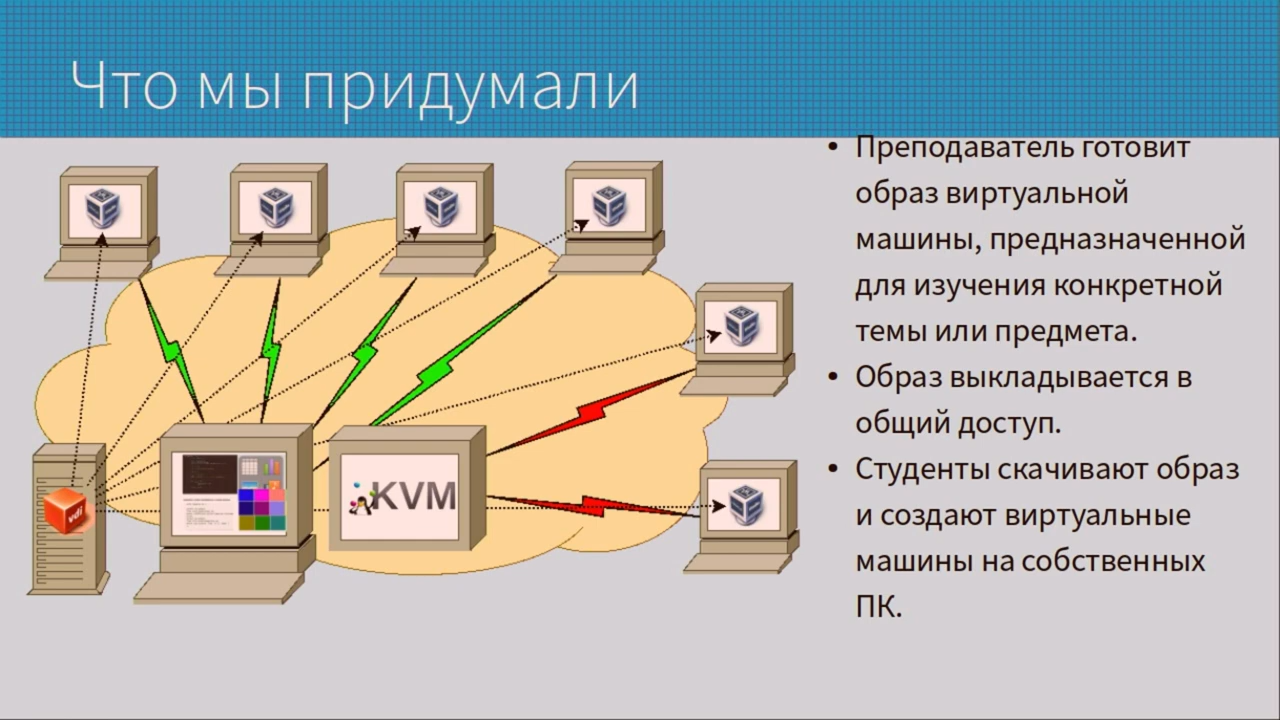 Что мы придумали
• Преподаватель готовит
образ виртуальной
машины, предназначенной
для изучения конкретной
темы или предмета.
• Образ выкладывается в
общий доступ.
• Студенты скачивают образ
и создают виртуальные
машины на собственных
ПК.
vdi
KVM